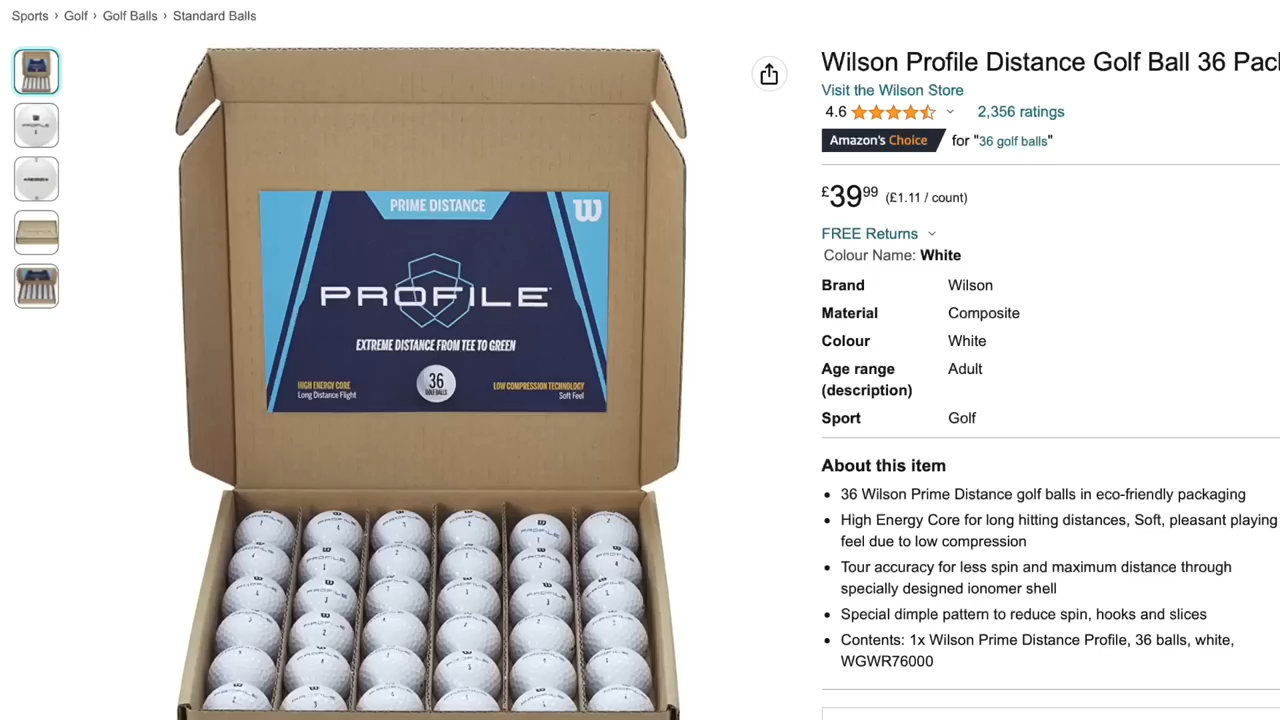 Sports › Golf › Golf Balls › Standard Balls
PRIME DISTANCE
W
PROFILE
EXTREME DISTANCE FROM TEE TO GREEN
HIGH ENERGY CORE
Long Distance Flight
36
GOLF BALLS
LOW COMPRESSION TECHNOLOGY
Soft Feel
Wilson Profile Distance Golf Ball 36 Pac
Visit the Wilson Store
4.6
2,356 ratings
Amazon's Choice for "36 golf balls"
£39.99 (£1.11 / count)
FREE Returns
Colour Name: White
Brand Wilson
Material Composite
Colour White
Age range Adult
(description)
Sport Golf
About this item
• 36 Wilson Prime Distance golf balls in eco-friendly packaging
• High Energy Core for long hitting distances, Soft, pleasant playing
feel due to low compression
• Tour accuracy for less spin and maximum distance through
specially designed ionomer shell
• Special dimple pattern to reduce spin, hooks and slices
• Contents: 1x Wilson Prime Distance Profile, 36 balls, white,
WGWR76000